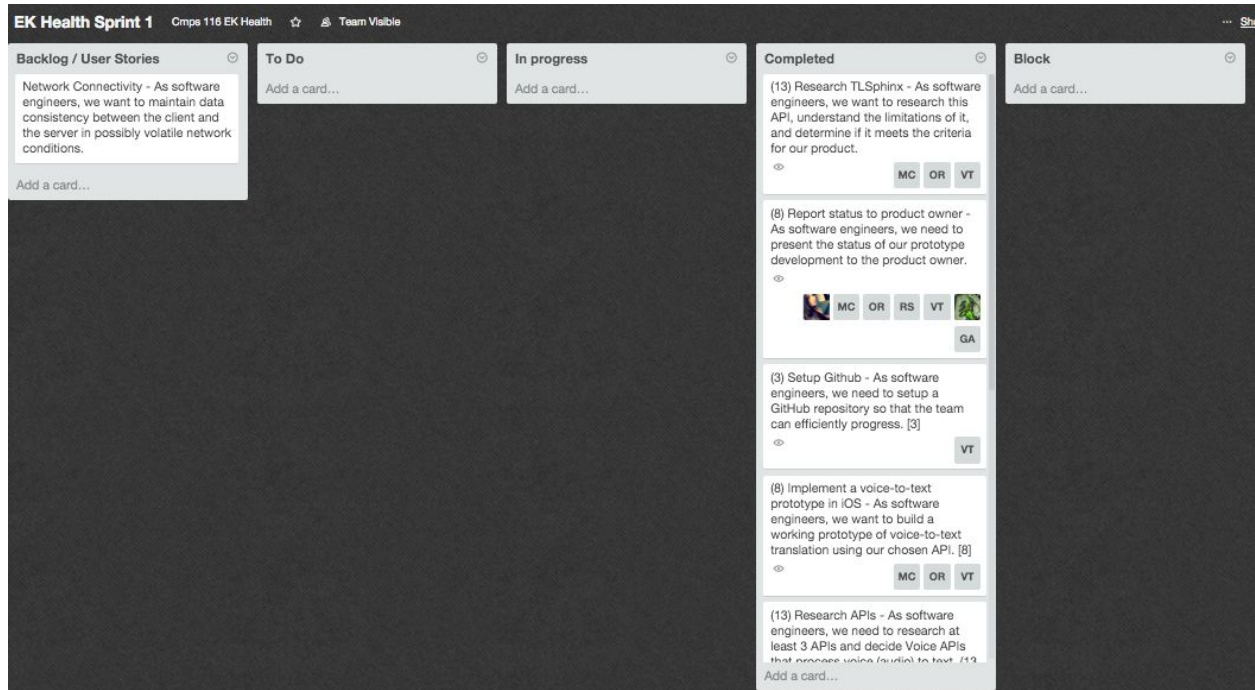 EK Health Sprint 1 Cmps 116 EK Health Team Visible ... Sha
Backlog / User Stories
Network Connectivity - As software
engineers, we want to maintain data
consistency between the client and
the server in possibly volatile network
conditions.
Add a card...
To Do
Add a card...
In progress
Add a card...
Completed
(13) Research TLSphinx - As software
engineers, we want to research this
API, understand the limitations of it,
and determine if it meets the criteria
for our product.
MC OR VT
(8) Report status to product owner -
As software engineers, we need to
present the status of our prototype
development to the product owner.
MC OR RS VT
GA
(3) Setup Github - As software
engineers, we need to setup a
GitHub repository so that the team
can efficiently progress. [3]
VT
(8) Implement a voice-to-text
prototype in iOS - As software
engineers, we want to build a
working prototype of voice-to-text
translation using our chosen API. [8]
MC OR VT
(13) Research APIs - As software
engineers, we need to research at
least 3 APIs and decide Voice APIs
that process voice (audio) to text. (13
Add a card...
Block
Add a card...